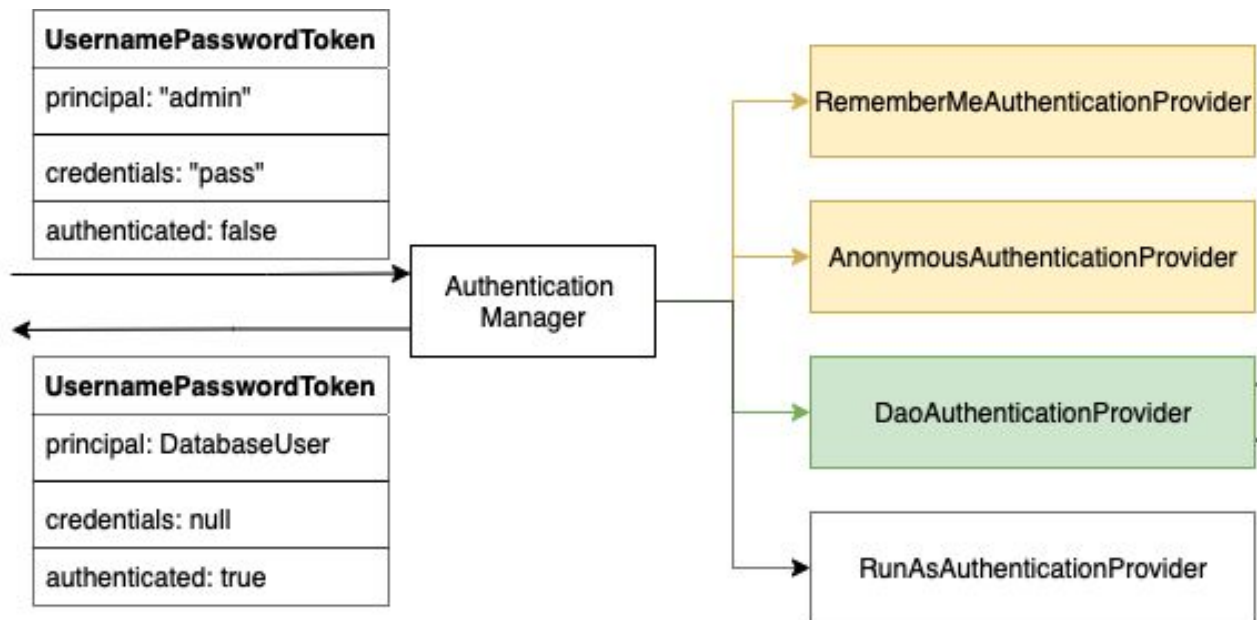 UsernamePasswordToken
principal: "admin"
credentials: "pass"
authenticated: false
Authentication
Manager
UsernamePasswordToken
principal: DatabaseUser
credentials: null
authenticated: true
RememberMeAuthenticationProvider
AnonymousAuthenticationProvider
DaoAuthenticationProvider
RunAsAuthenticationProvider